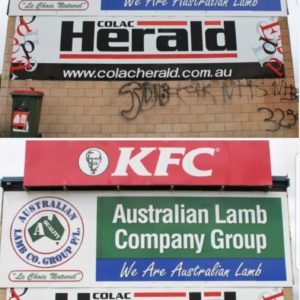 "Le Choix Naturel"
We Are Australian Lamb
COLAC
Herald
www.colacherald.com.au
KFC
AUSTRALIAN
LAMB CO. GROUP P/L.
A
QUALITY
"Le Choix Naturel"
Australian Lamb
Company Group
We Are Australian Lamb
COLAC
Herald